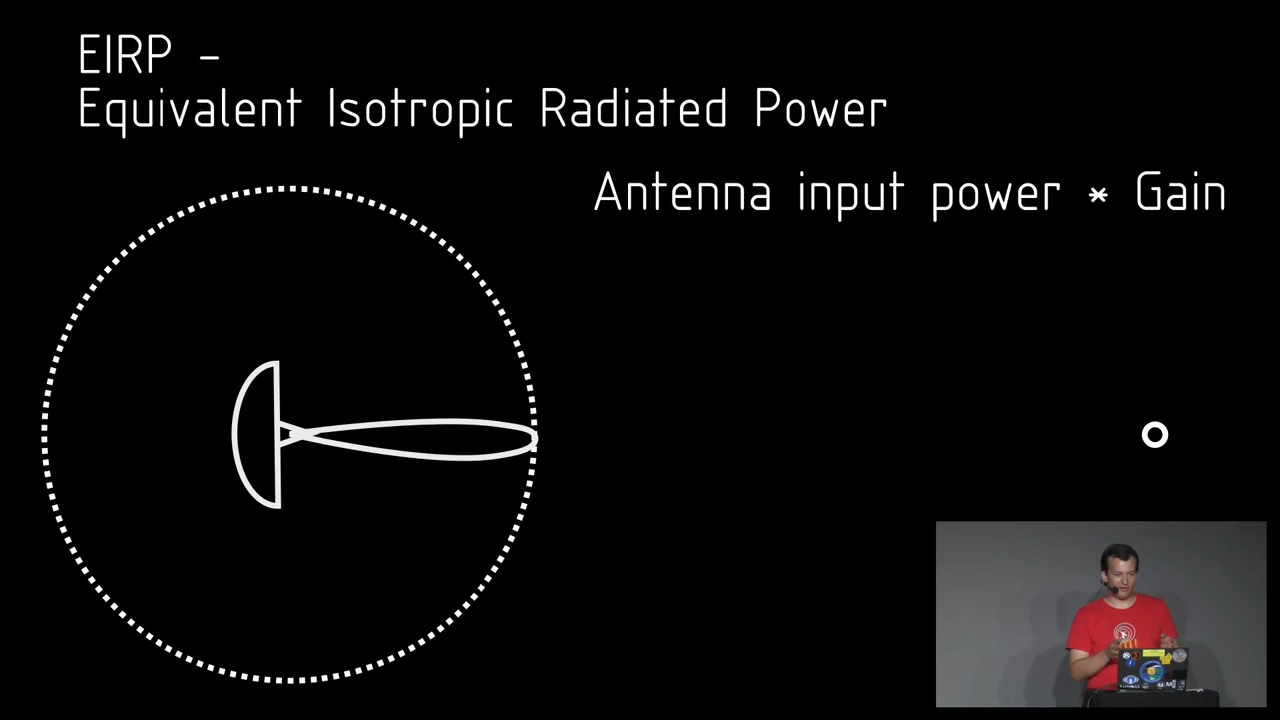 EIRP -
Equivalent Isotropic Radiated Power
Antenna input power * Gain